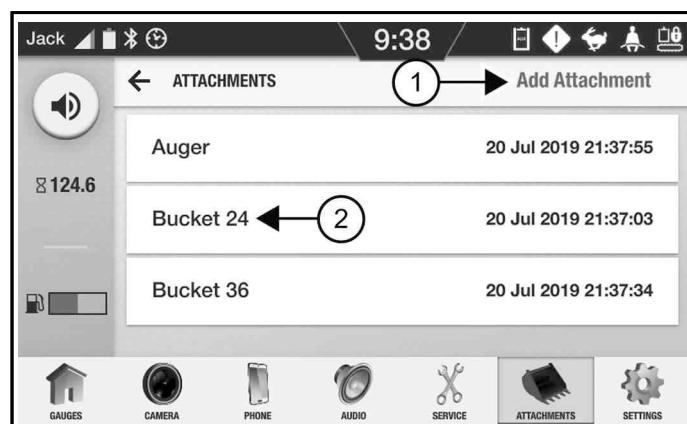 Jack 9:38
AUX
ATTACHMENTS 1 Add Attachment
Auger 20 Jul 2019 21:37:55
124.6
Bucket 24 2 20 Jul 2019 21:37:03
Bucket 36 20 Jul 2019 21:37:34
GAUGES CAMERA PHONE AUDIO SERVICE ATTACHMENTS SETTINGS